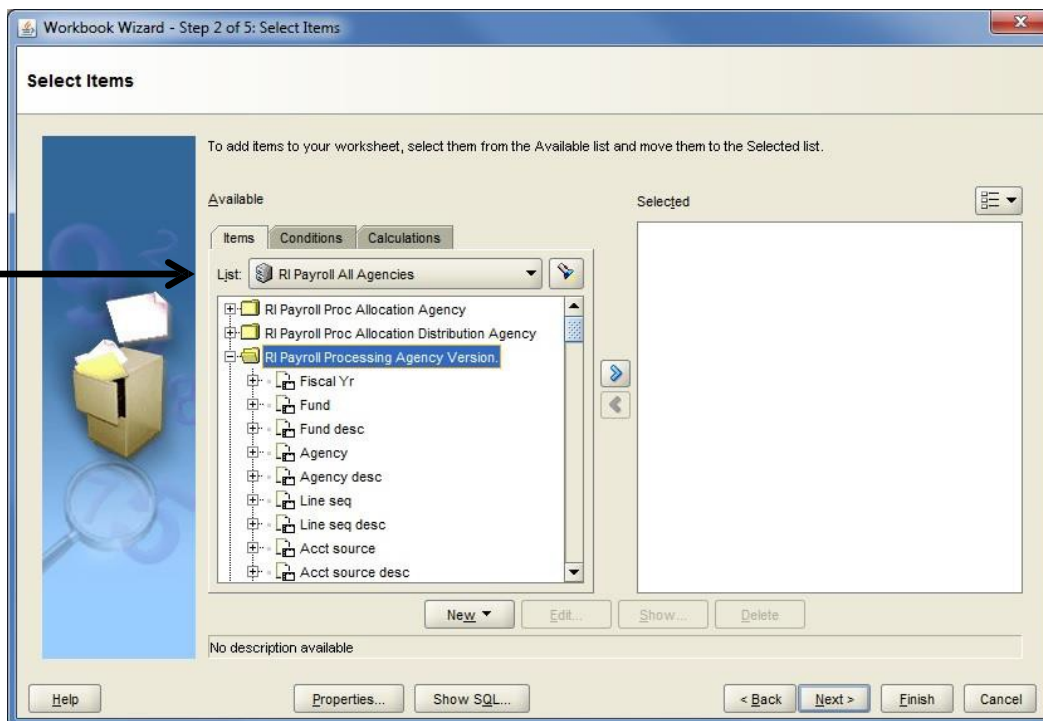 Workbook Wizard - Step 2 of 5: Select Items
Select Items
To add items to your worksheet, select them from the Available list and move them to the Selected list.
Available
Selected
Items Conditions Calculations
List: RI Payroll All Agencies
RI Payroll Proc Allocation Agency
RI Payroll Proc Allocation Distribution Agency
RI Payroll Processing Agency Version.
Fiscal Yr
Fund
Fund desc
Agency
Agency desc
Line seq
Line seq desc
Acct source
Acct source desc
New Edit... Show... Delete
No description available
Help Properties... Show SQL... < Back Next > Finish Cancel